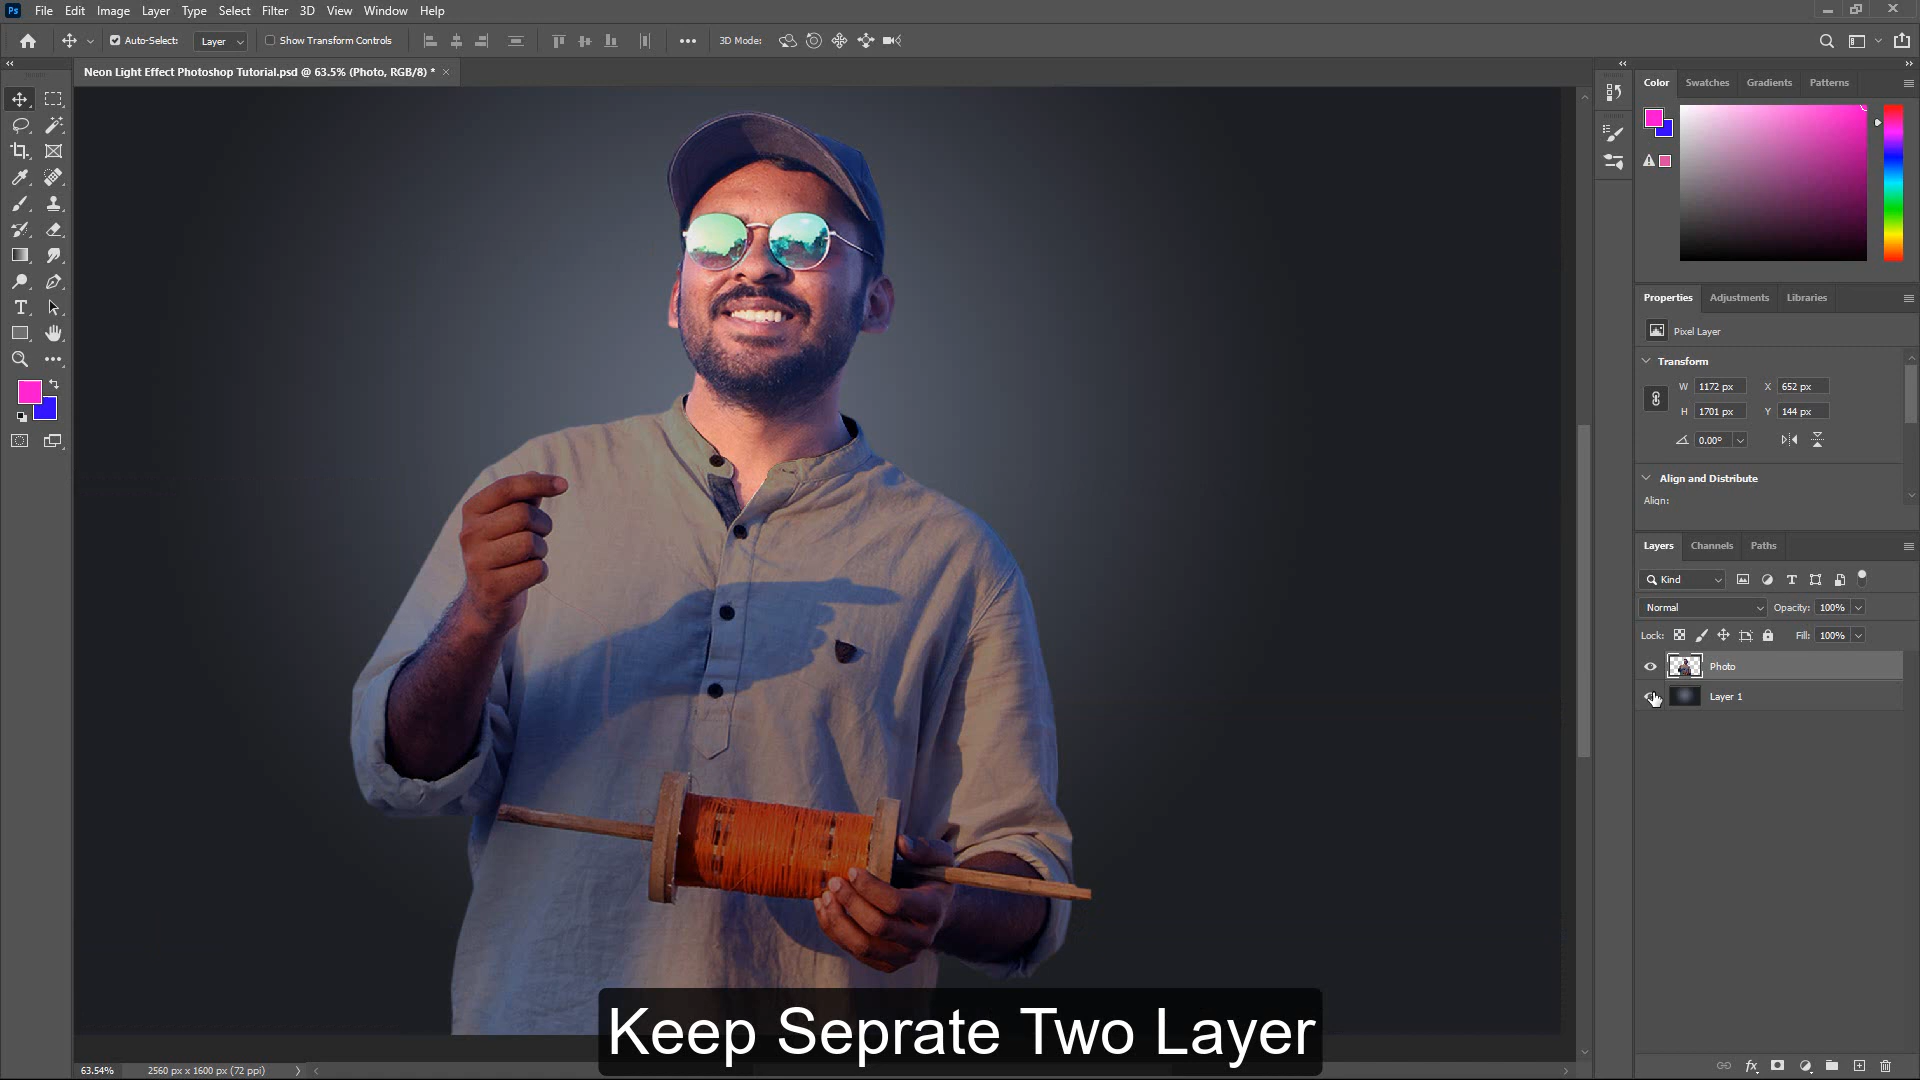 Ps File Edit Image Layer Type Select Filter 3D View Window Help
Auto-Select: Layer Show Transform Controls 3D Mode:
Neon Light Effect Photoshop Tutorial.psd @ 63.5% (Photo, RGB/8) * ×
Color Swatches Gradients Patterns
Properties Adjustments Libraries
Pixel Layer
Transform
W 1172 px X 652 px
H 1701 px Y 144 px
0.00°
Align and Distribute
Align:
Layers Channels Paths
Kind
Normal Opacity: 100%
Lock: Fill: 100%
Photo
Layer 1
Keep Seprate Two Layer
63.54% 2560 px x 1600 px (72 ppi)
fx